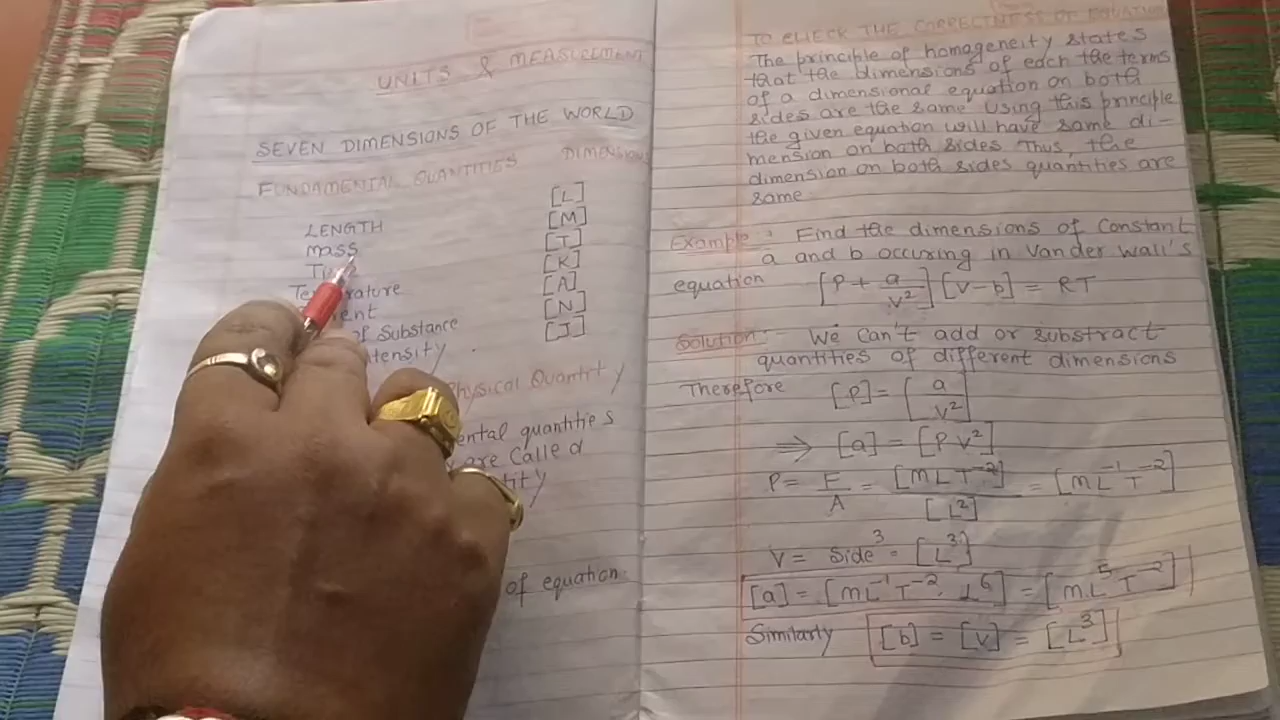 UNITS & MEASUREMENT
SEVEN DIMENSIONS OF THE WORLD
FUNDAMENTAL QUANTITIES DIMENSIONS
LENGTH [L]
mass [M]
[T]
[K]
[A]
of Substance [N]
[J]
Physical Quantity
quantities
are Called a
of equation
TO CHECK THE CORRECTNESS OF EQUATION
The principle of homogeneity states
that the dimensions of each the terms
of a dimensional equation on both
sides are the same Using this principle
the given equation will have same di-
mension on both sides Thus, the
dimension on both sides quantities are
same.
Example : Find the dimensions of Constant
a and b occuring in Vander Wall's
equation [P + a/v²] [v - b] = RT
Solution :- We can't add or substract
quantities of different dimensions
Therefore [P] = [a/v²]
⇒ [a] = [P v²]
P = F/A = [mLT⁻²]/[L²] = [mL⁻¹T⁻²]
V = Side³ = [L³]
[a] = [mL⁻¹T⁻². L⁶] = [mL⁵T⁻²]
Similarly [b] = [v] = [L³]